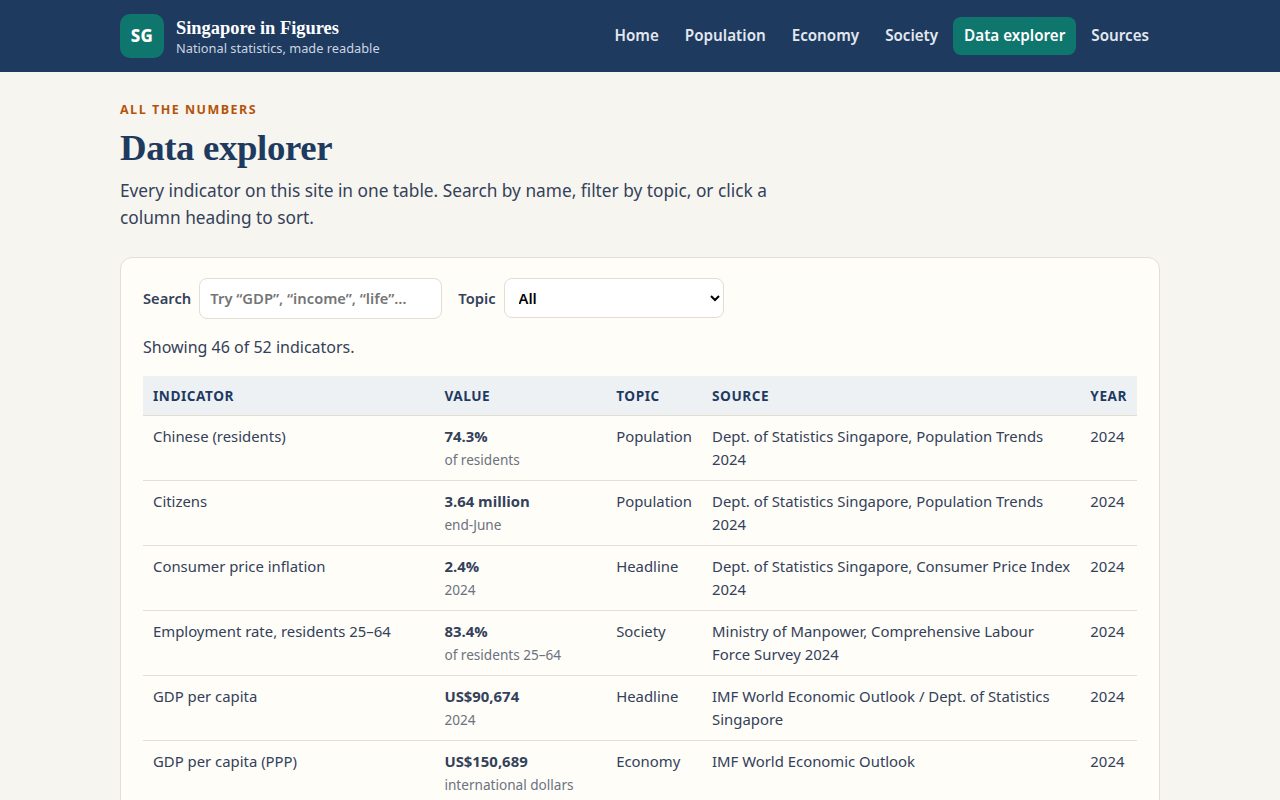 SG
Singapore in Figures
National statistics, made readable
Home Population Economy Society Data explorer Sources
ALL THE NUMBERS
Data explorer
Every indicator on this site in one table. Search by name, filter by topic, or click a
column heading to sort.
Search Try “GDP”, “income”, “life”… Topic All
Showing 46 of 52 indicators.
INDICATOR VALUE TOPIC SOURCE YEAR
Chinese (residents) 74.3% Population Dept. of Statistics Singapore, Population Trends 2024
of residents 2024
Citizens 3.64 million Population Dept. of Statistics Singapore, Population Trends 2024
end-June 2024
Consumer price inflation 2.4% Headline Dept. of Statistics Singapore, Consumer Price Index 2024
2024 2024
Employment rate, residents 25–64 83.4% Society Ministry of Manpower, Comprehensive Labour 2024
of residents 25–64 Force Survey 2024
GDP per capita US$90,674 Headline IMF World Economic Outlook / Dept. of Statistics 2024
2024 Singapore
GDP per capita (PPP) US$150,689 Economy IMF World Economic Outlook 2024
international dollars